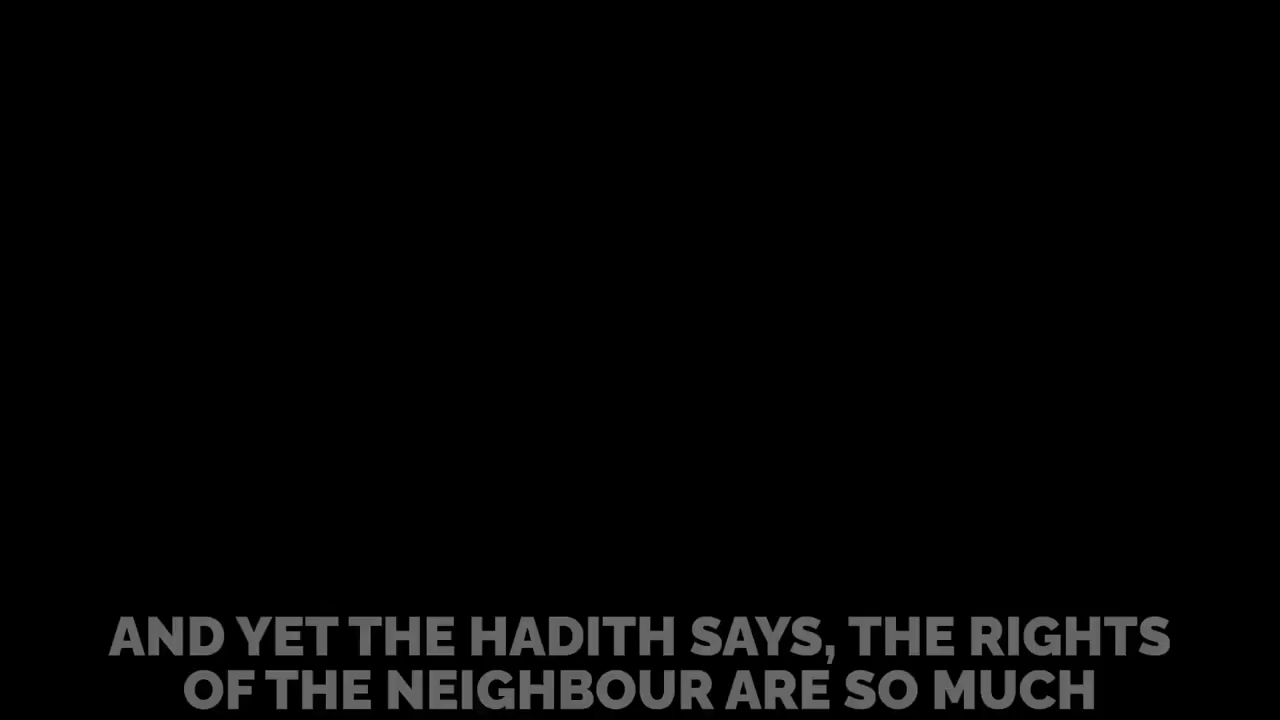 AND YET THE HADITH SAYS, THE RIGHTS
OF THE NEIGHBOUR ARE SO MUCH